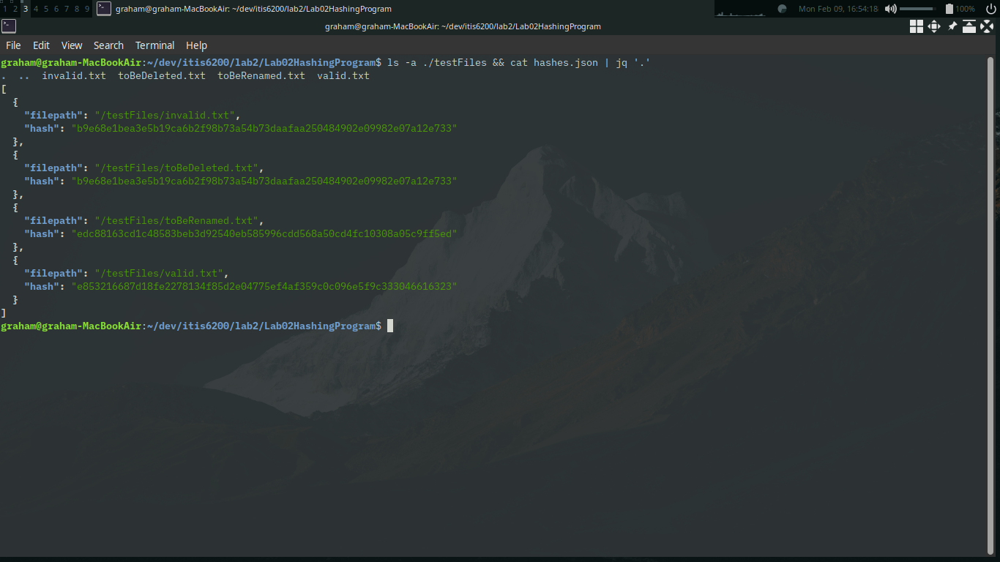 1 2 3 4 5 6 7 8 9 graham@graham-MacBookAir: ~/dev/itis6200/lab2/Lab02HashingProgram Mon Feb 09, 16:54:18 100%
graham@graham-MacBookAir: ~/dev/itis6200/lab2/Lab02HashingProgram
File Edit View Search Terminal Help
graham@graham-MacBookAir:~/dev/itis6200/lab2/Lab02HashingProgram$ ls -a ./testFiles && cat hashes.json | jq '.'
.  ..  invalid.txt  toBeDeleted.txt  toBeRenamed.txt  valid.txt
[
  {
    "filepath": "/testFiles/invalid.txt",
    "hash": "b9e68e1bea3e5b19ca6b2f98b73a54b73daafaa250484902e09982e07a12e733"
  },
  {
    "filepath": "/testFiles/toBeDeleted.txt",
    "hash": "b9e68e1bea3e5b19ca6b2f98b73a54b73daafaa250484902e09982e07a12e733"
  },
  {
    "filepath": "/testFiles/toBeRenamed.txt",
    "hash": "edc88163cd1c48583beb3d92540eb585996cdd568a50cd4fc10308a05c9ff5ed"
  },
  {
    "filepath": "/testFiles/valid.txt",
    "hash": "e853216687d18fe2278134f85d2e04775ef4af359c0c096e5f9c333046616323"
  }
]
graham@graham-MacBookAir:~/dev/itis6200/lab2/Lab02HashingProgram$